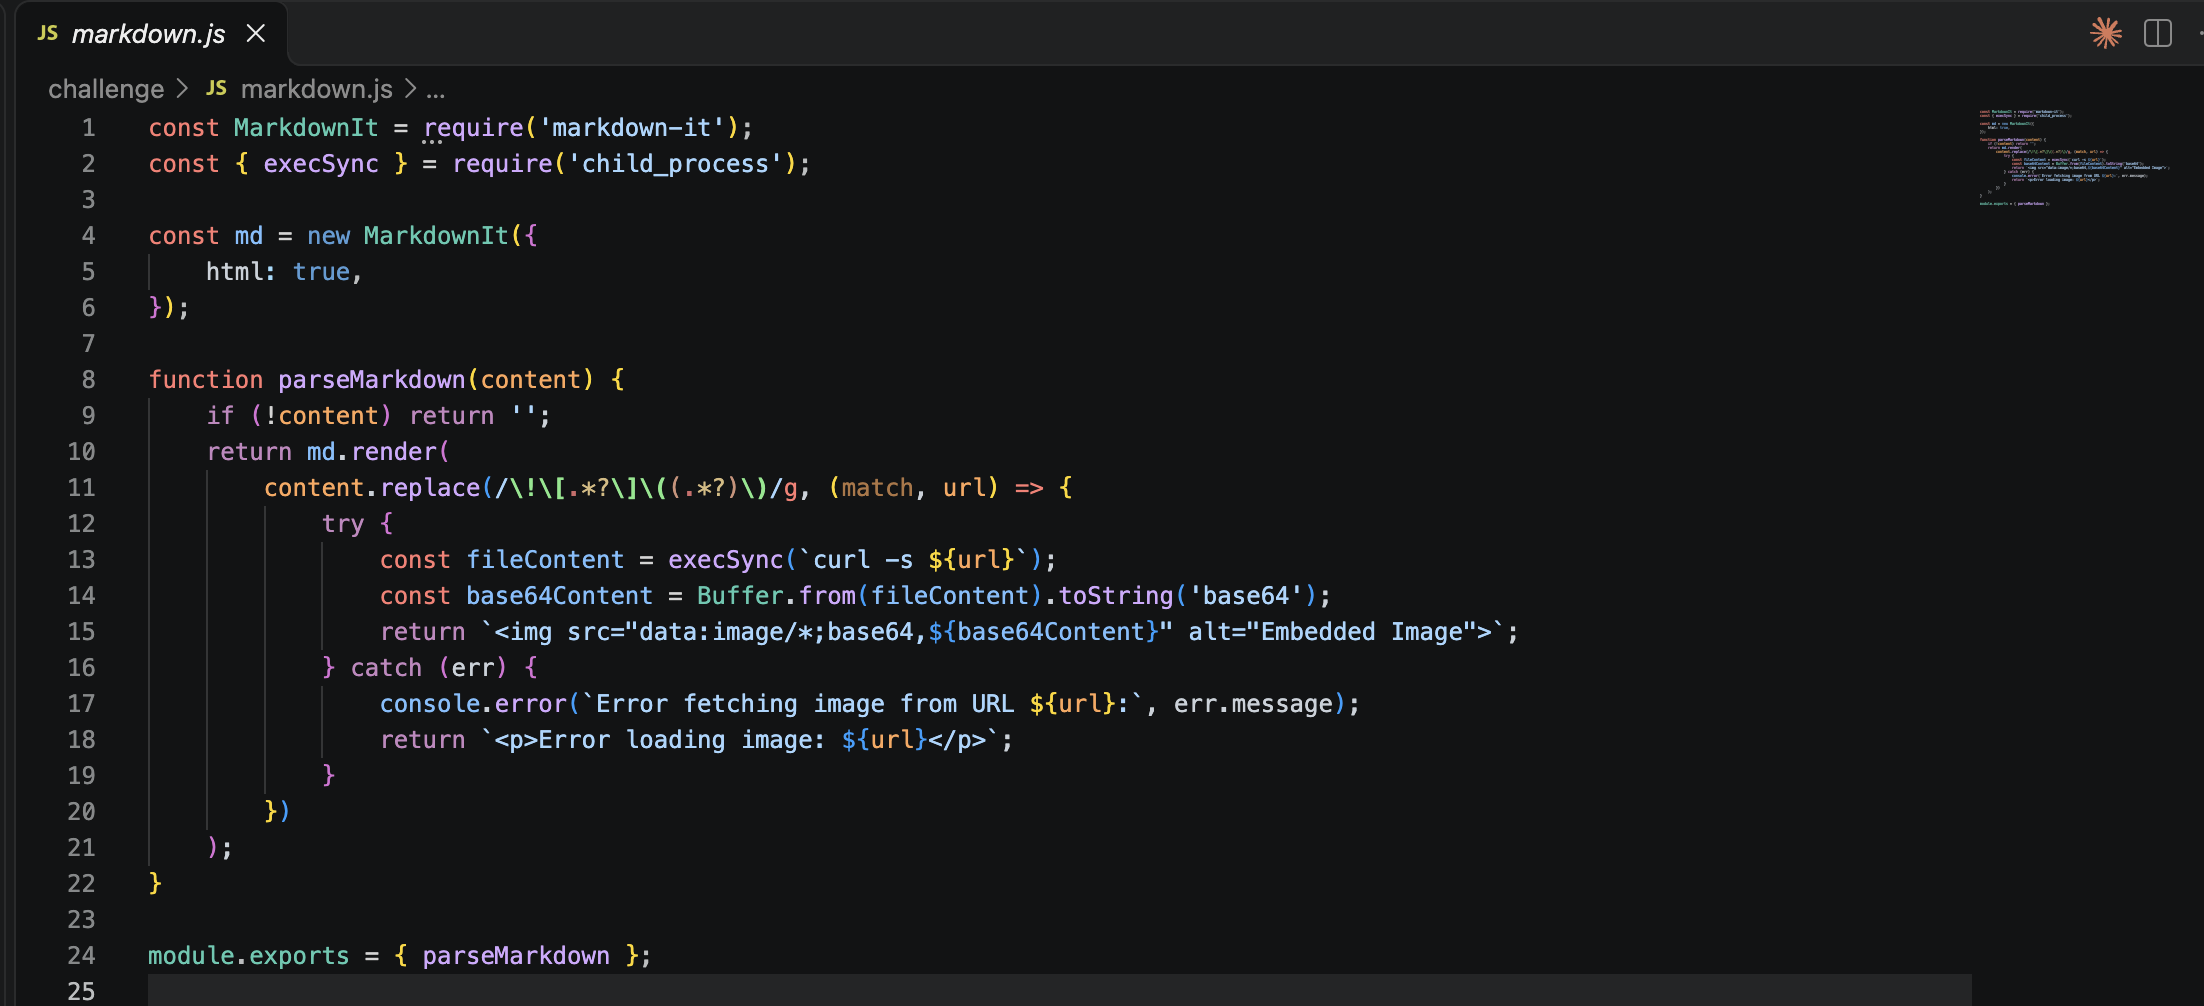 JS markdown.js
challenge > JS markdown.js > ...
1 const MarkdownIt = require('markdown-it');
2 const { execSync } = require('child_process');
3
4 const md = new MarkdownIt({
5     html: true,
6 });
7
8 function parseMarkdown(content) {
9     if (!content) return '';
10     return md.render(
11         content.replace(/\!\[.*?\]\((.*?)\)/g, (match, url) => {
12             try {
13                 const fileContent = execSync(`curl -s ${url}`);
14                 const base64Content = Buffer.from(fileContent).toString('base64');
15                 return `<img src="data:image/*;base64,${base64Content}" alt="Embedded Image">`;
16             } catch (err) {
17                 console.error(`Error fetching image from URL ${url}:`, err.message);
18                 return `<p>Error loading image: ${url}</p>`;
19             }
20         })
21     );
22 }
23
24 module.exports = { parseMarkdown };
25